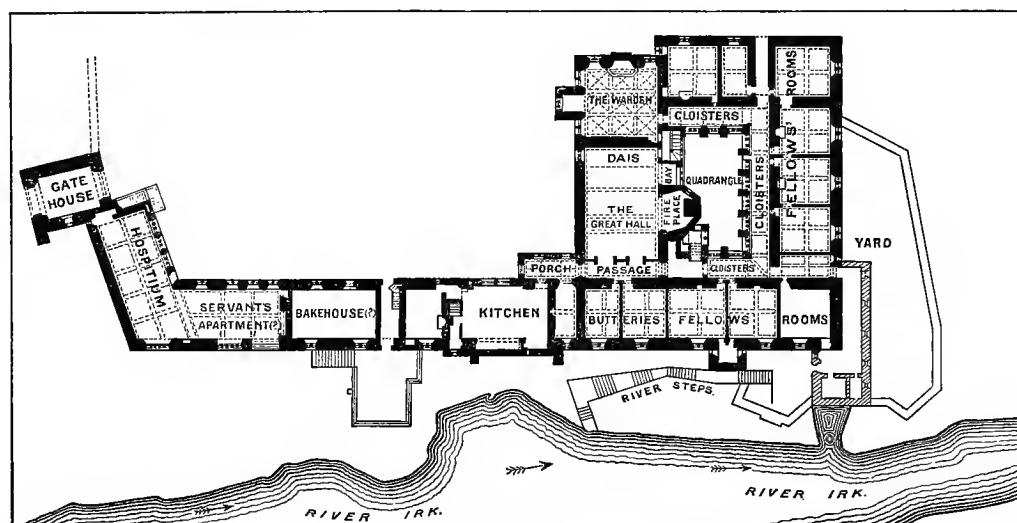 ROOMS
THE WARDEN
CLOISTERS
DAIS
BAY
QUADRANGLE
CLOISTERS
FELLOWS'
GATE
HOUSE
THE
GREAT HALL
FIRE
PLACE
YARD
HOSPITIUM
PORCH
PASSAGE
CLOISTERS
SERVANTS
APARTMENT(?)
BAKEHOUSE(?)
KITCHEN
BUTTERIES
FELLOWS
ROOMS
RIVER STEPS.
RIVER IRK.
RIVER IRK.